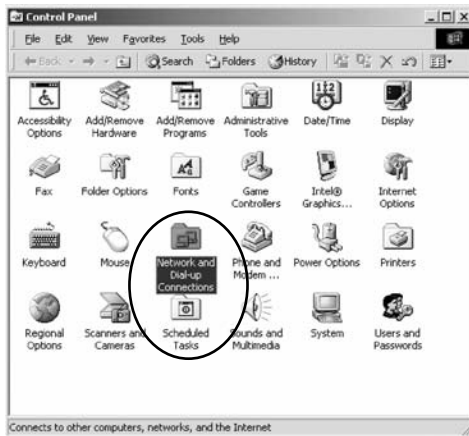 Control Panel
File Edit View Favorites Tools Help
Back Search Folders History
Accessibility Options
Add/Remove Hardware
Add/Remove Programs
Administrative Tools
Date/Time
Display
Fax
Folder Options
Fonts
Game Controllers
Intel® Graphics...
Internet Options
Keyboard
Mouse
Network and Dial-up Connections
Phone and Modem ...
Power Options
Printers
Regional Options
Scanners and Cameras
Scheduled Tasks
Sounds and Multimedia
System
Users and Passwords
Connects to other computers, networks, and the Internet